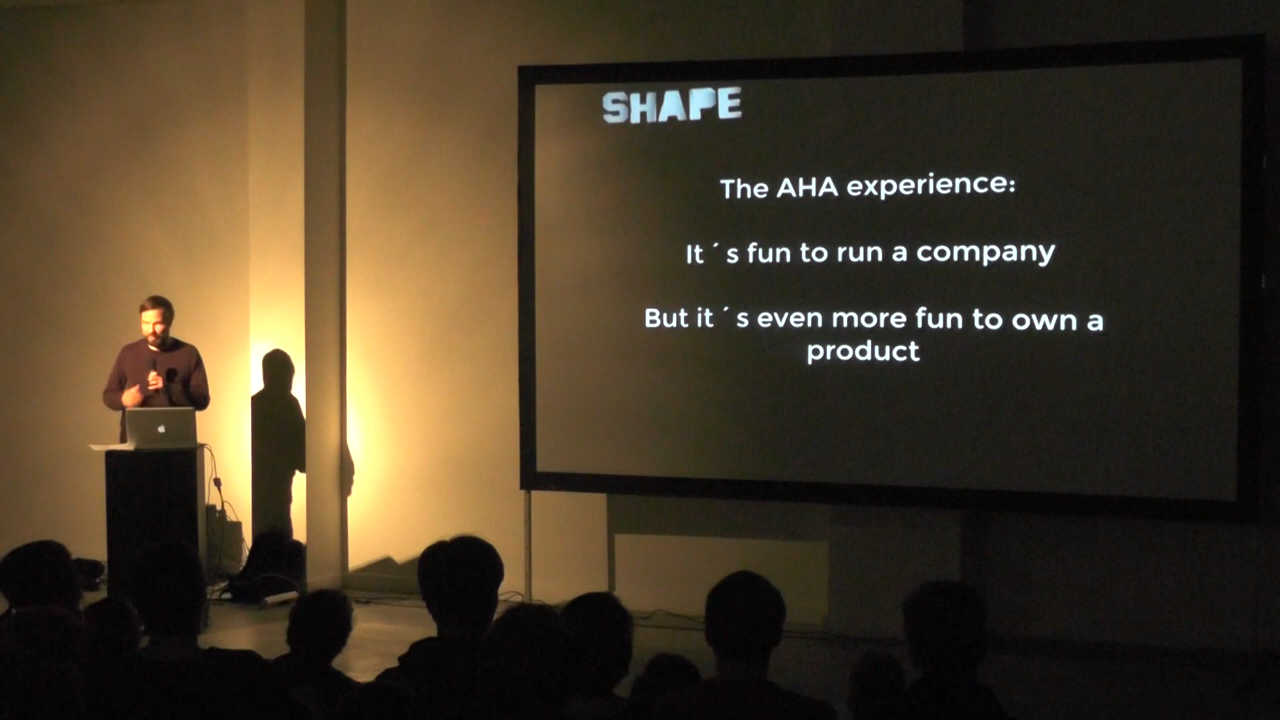 SHAPE
The AHA experience:
It ´s fun to run a company
But it ´s even more fun to own a
product